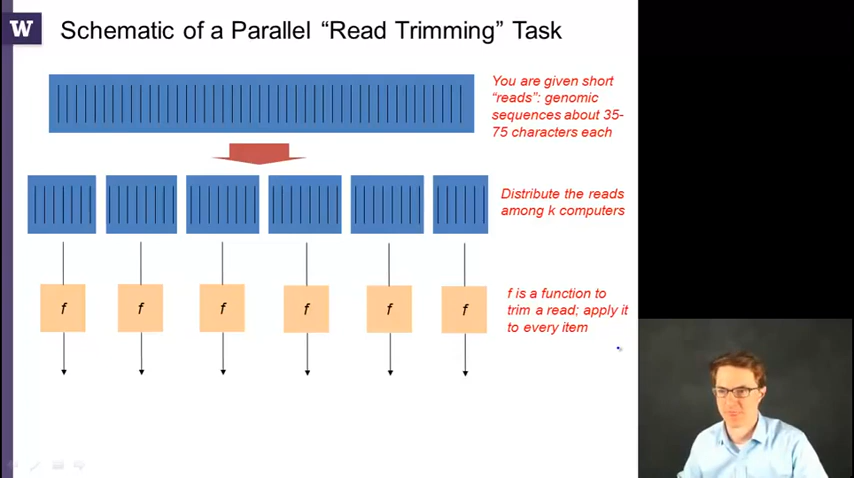 W
Schematic of a Parallel “Read Trimming” Task
You are given short
“reads”: genomic
sequences about 35-
75 characters each
Distribute the reads
among k computers
f is a function to
trim a read; apply it
to every item
f
f
f
f
f
f